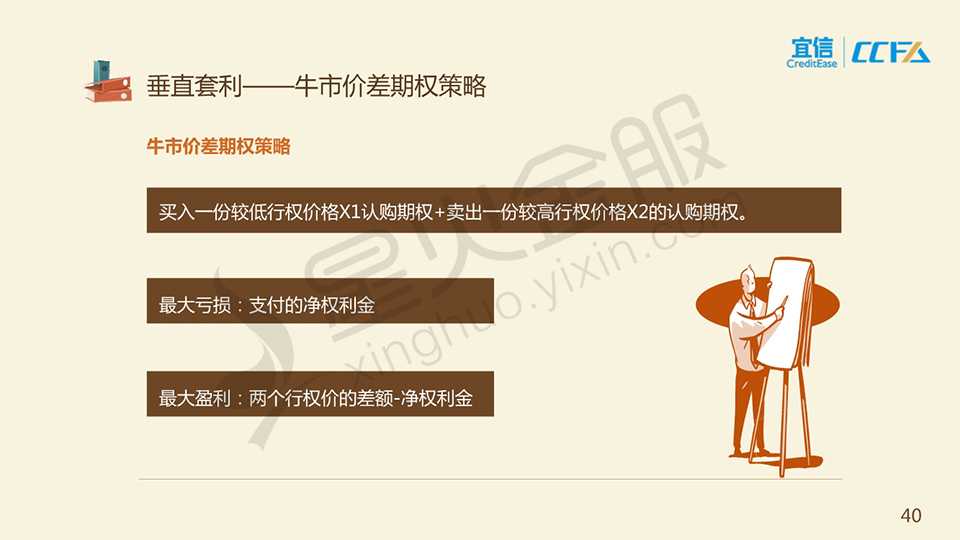 宜信
CreditEase
CCFA
垂直套利——牛市价差期权策略
牛市价差期权策略
买入一份较低行权价格X1认购期权+卖出一份较高行权价格X2的认购期权。
最大亏损：支付的净权利金
最大盈利：两个行权价的差额-净权利金
星火金服
xinghuo.yixin.com
40